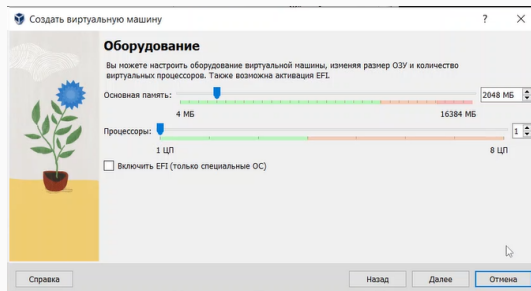 Создать виртуальную машину
Оборудование
Вы можете настроить оборудование виртуальной машины, изменяя размер ОЗУ и количество
виртуальных процессоров. Также возможна активация EFI.
Основная память:
2048 МБ
4 МБ
16384 МБ
Процессоры:
1
1 ЦП
8 ЦП
Включить EFI (только специальные ОС)
Справка
Назад
Далее
Отмена